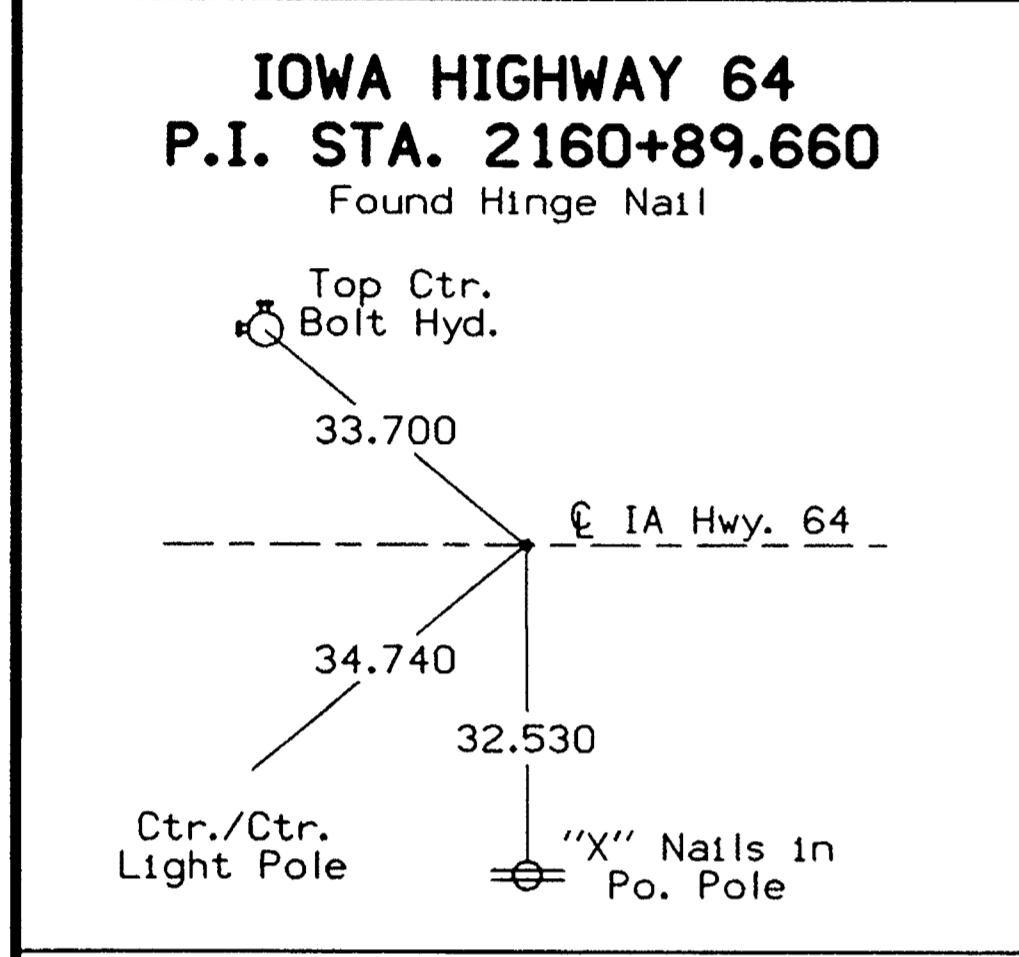 IOWA HIGHWAY 64
P.I. STA. 2160+89.660
Found Hinge Nail
Top Ctr.
Bolt Hyd.
33.700
℄ IA Hwy. 64
34.740
32.530
Ctr./Ctr.
Light Pole
"X" Nails in
Po. Pole